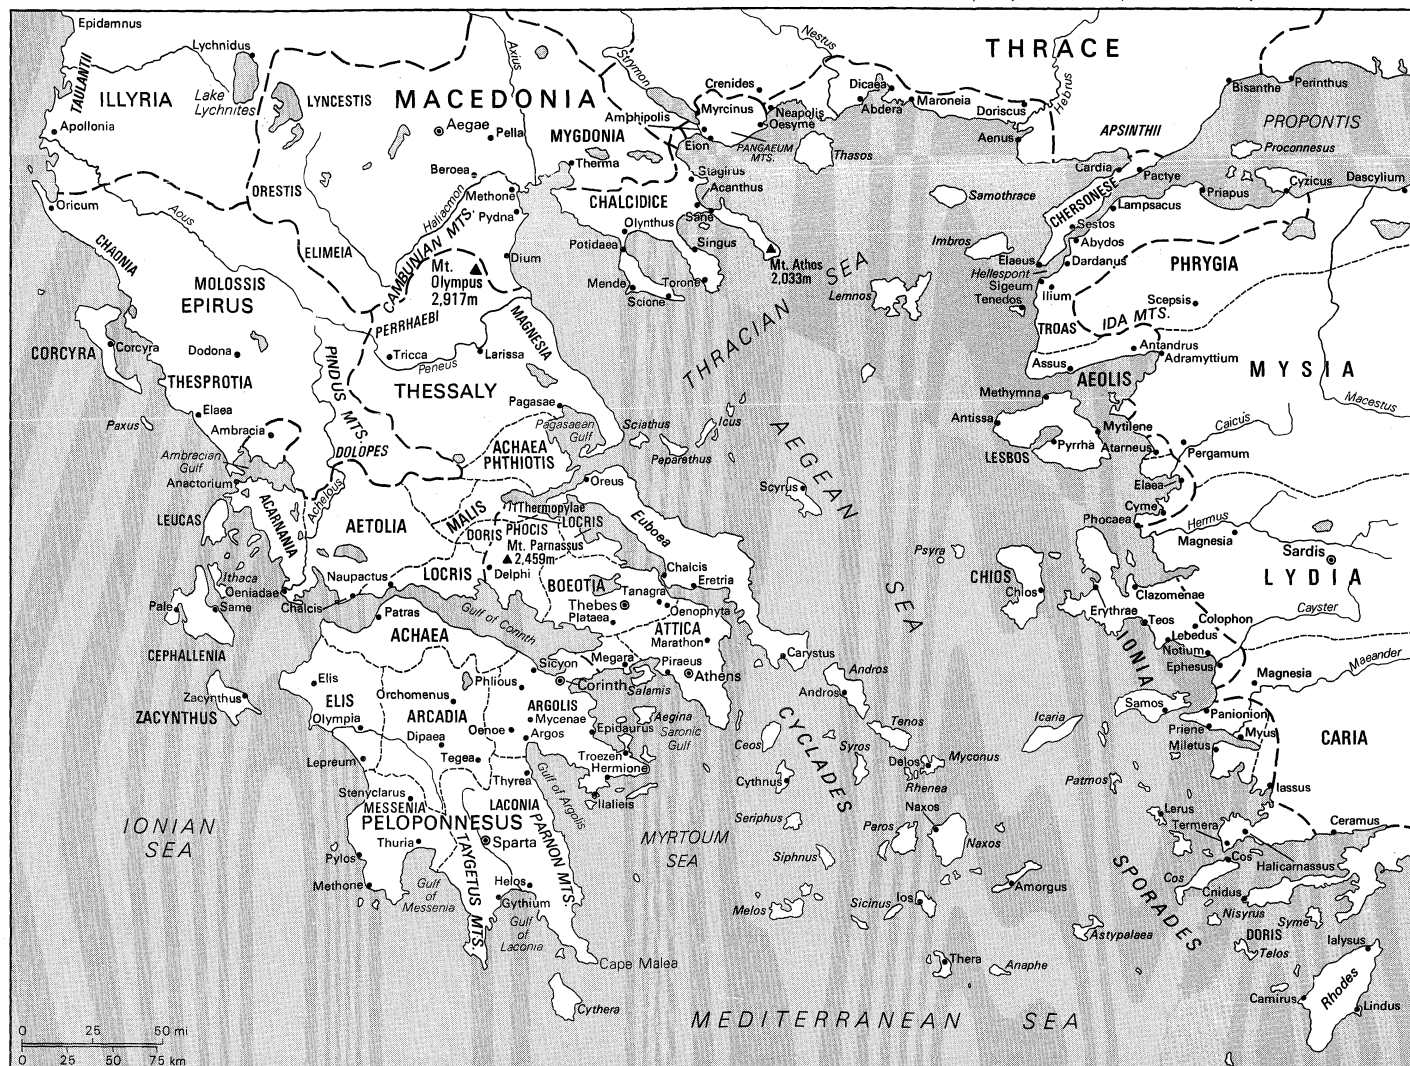 Epidamnus
THRACE
Nestus
Axius
Strymon
Hebrus
Lychnidus
TAULANTII
ILLYRIA
Lake
Lychnites
LYNCESTIS
MACEDONIA
Crenides
Dicaea
Maroneia
Doriscus
Bisanthe
Perinthus
Myrcinus
Neapolis
Abdera
Apollonia
Aegae
Pella
Amphipolis
MYGDONIA
Oesyme
Aenus
APSINTHII
PROPONTIS
Eion
PANGAEUM
MTS.
Thasos
Proconnesus
Therma
Beroea
Stagirus
Cardia
Pactye
Dascylium
ORESTIS
Methone
Acanthus
Samothrace
CHERSONESE
Priapus
Cyzicus
Oricum
Aous
Haliacmon
Pydna
CHALCIDICE
Sane
Lampsacus
Olynthus
Sestos
CHAONIA
ELIMEIA
CAMBUNIAN MTS.
Potidaea
Singus
Imbros
Abydos
Dium
Mt. Athos
2,033m
Elaeus
Dardanus
PHRYGIA
Mt.
Olympus
2,917m
Hellespont
MOLOSSIS
EPIRUS
Mende
Torone
Scione
Lemnos
Sigeum
Tenedos
Ilium
Scepsis
PERRHAEBI
MAGNESIA
THRACIAN SEA
TROAS
IDA MTS.
CORCYRA
Corcyra
Dodona
PINDUS MTS.
Tricca
Peneus
Larissa
Antandrus
Adramyttium
Assus
THESPROTIA
THESSALY
AEOLIS
MYSIA
Methymna
Elaea
Pagasae
Macestus
Paxus
Ambracia
Pagasaean
Gulf
Sciathus
Icus
AEGEAN
SEA
Antissa
Mytilene
Caicus
Ambracian
Gulf
DOLOPES
ACHAEA
PHTHIOTIS
Peparethus
Pyrrha
Atarneus
Pergamum
LESBOS
Anactorium
Oreus
Scyrus
Elaea
ACARNANIA
Achelous
Thermopylae
LEUCAS
AETOLIA
MALIS
DORIS
PHOCIS
LOCRIS
Euboea
Cyme
Phocaea
Hermus
Mt. Parnassus
2,459m
Psyra
Magnesia
Sardis
Ithaca
Naupactus
LOCRIS
Delphi
Chalcis
CHIOS
LYDIA
Oeniadae
BOEOTIA
Eretria
Tanagra
Chios
Clazomenae
Pale
Same
Chalcis
Thebes
Oenophyta
Erythrae
Cayster
Patras
Gulf of Corinth
Plataea
Teos
Colophon
ACHAEA
ATTICA
Marathon
IONIA
Lebedus
Notium
CEPHALLENIA
Sicyon
Megara
Piraeus
Carystus
Ephesus
Maeander
Elis
Phlious
Corinth
Salamis
Athens
Andros
Magnesia
Zacynthus
ZACYNTHUS
ELIS
Orchomenus
ARGOLIS
Andros
Samos
Panionion
Olympia
ARCADIA
Mycenae
Aegina
Saronic
Gulf
Icaria
Priene
Myus
Dipaea
Oenoe
Argos
Epidaurus
Ceos
CYCLADES
Tenos
Miletus
CARIA
Lepreum
Tegea
Troezen
Hermione
Syros
Myconus
Delos
Thyrea
Gulf of Argolis
Cythnus
Rhenea
Patmos
Iassus
Stenyclarus
MESSENIA
LACONIA
Halieis
Naxos
IONIAN
SEA
PELOPONNESUS
PARNON MTS.
MYRTOUM
SEA
Seriphus
Paros
Lerus
Termera
Ceramus
Thuria
TAYGETUS MTS.
Sparta
Naxos
Pylos
Siphnus
SPORADES
Cos
Halicarnassus
Methone
Gulf
of
Messenia
Helos
Gythium
Amorgus
Cos
Cnidus
Gulf
of
Laconia
Melos
Sicinus
Ios
Nisyrus
Syme
Astypalaea
DORIS
Telos
Ialysus
Cape Malea
Thera
Anaphe
Camirus
Rhodes
Lindus
Cythera
MEDITERRANEAN SEA
0 25 50 mi
0 25 50 75 km